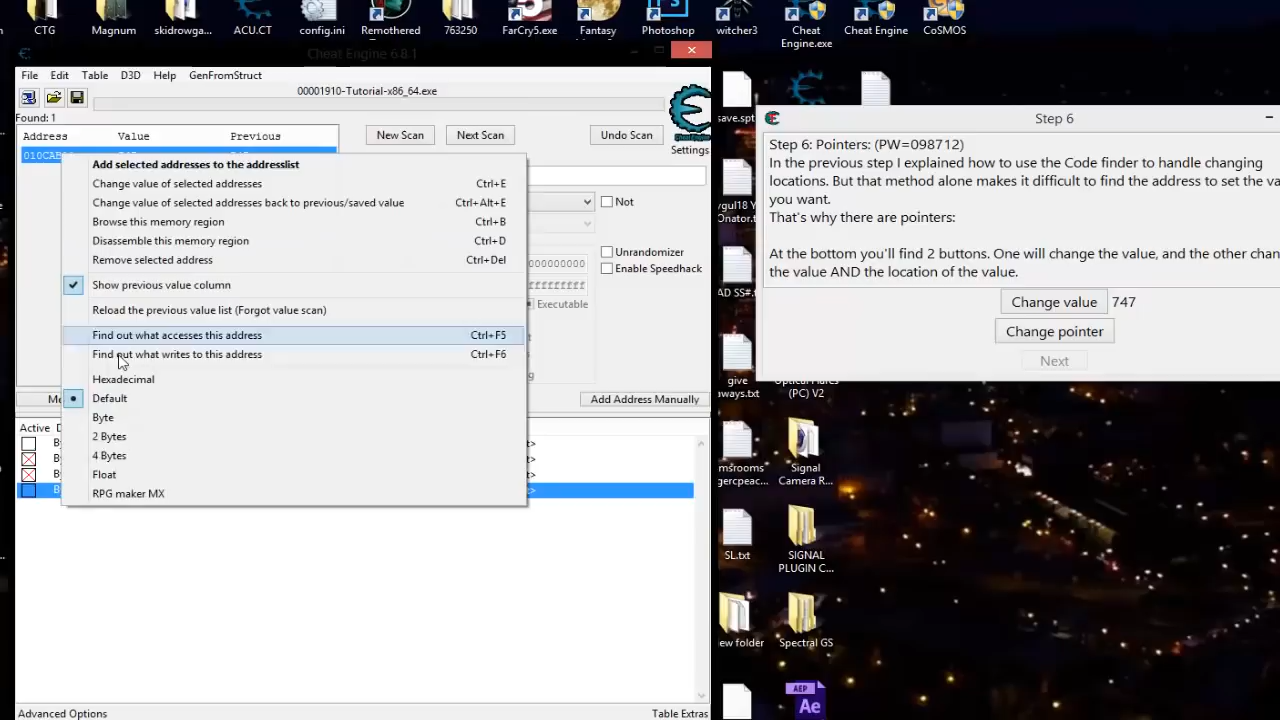 CTG
Magnum
skidrowga...
ACU.CT
config.ini
Remothered
763250
FarCry5.exe
Fantasy
Photoshop
witcher3
Cheat Engine.exe
Cheat Engine
CoSMOS
Cheat Engine 6.8.1
File Edit Table D3D Help GenFromStruct
00001910-Tutorial-x86_64.exe
Found: 1
Address Value Previous
New Scan
Next Scan
Undo Scan
Settings
Add selected addresses to the addresslist
Change value of selected addresses Ctrl+E
Change value of selected addresses back to previous/saved value Ctrl+Alt+E
Browse this memory region Ctrl+B
Disassemble this memory region Ctrl+D
Remove selected address Ctrl+Del
Show previous value column
Reload the previous value list (Forgot value scan)
Find out what accesses this address Ctrl+F5
Find out what writes to this address Ctrl+F6
Hexadecimal
Default
Byte
2 Bytes
4 Bytes
Float
RPG maker MX
Not
Unrandomizer
Enable Speedhack
Executable
Add Address Manually
Active
Advanced Options
Table Extras
save.spt
Step 6
Step 6: Pointers: (PW=098712)
In the previous step I explained how to use the Code finder to handle changing
locations. But that method alone makes it difficult to find the address to set the va
you want.
That's why there are pointers:
At the bottom you'll find 2 buttons. One will change the value, and the other chan
the value AND the location of the value.
Change value 747
Change pointer
Next
give
aways.txt
(PC) V2
Signal
Camera R...
SL.txt
SIGNAL
PLUGIN C...
ew folder
Spectral GS
AEP
Ae